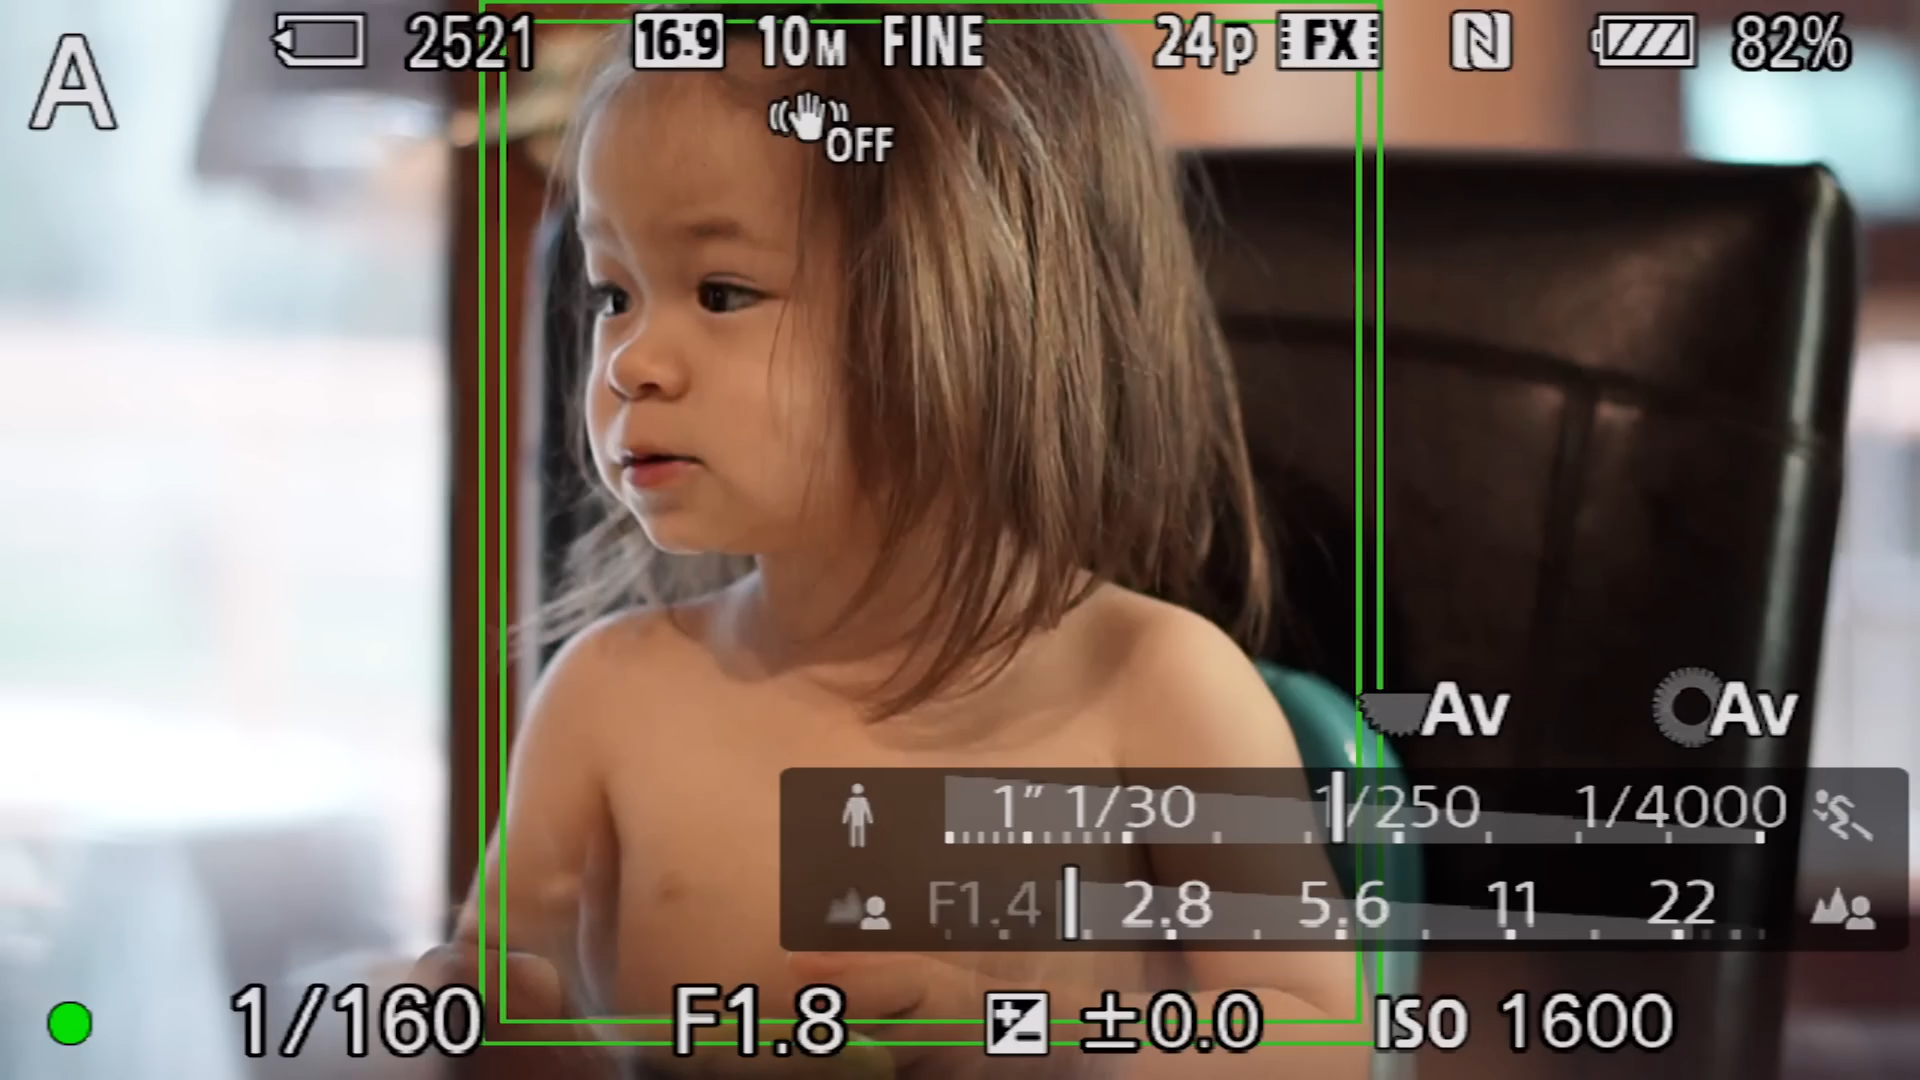 A 2521 16:9 10M FINE 24p FX N 82%
OFF
Av Av
1" 1/30 1/250 1/4000
F1.4 2.8 5.6 11 22
1/160 F1.8 ±0.0 ISO 1600